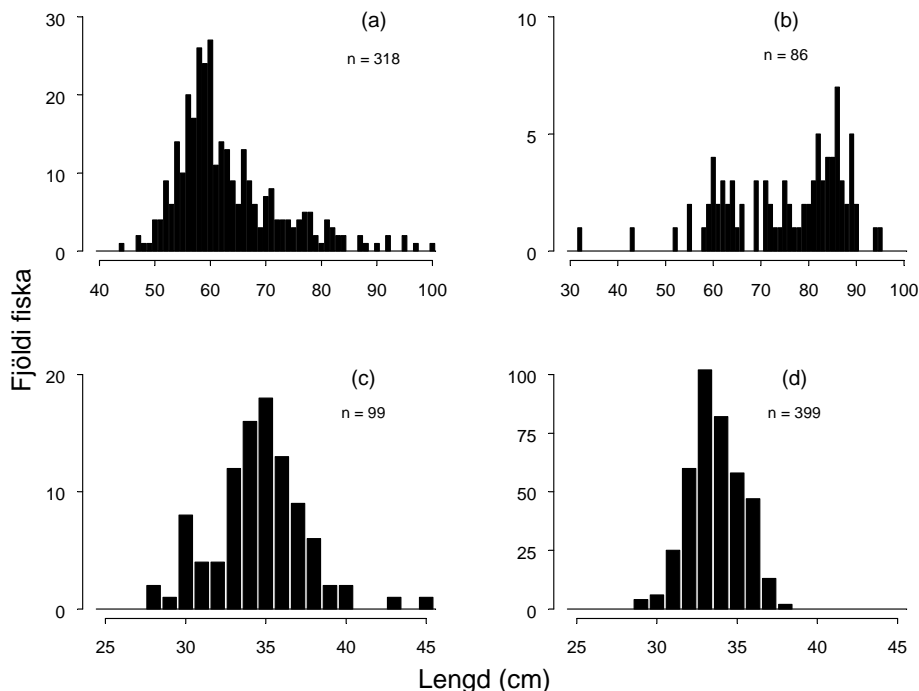 Fjöldi fiska
(a)
n = 318
30
20
10
0
40 50 60 70 80 90 100
(b)
n = 86
10
5
0
30 40 50 60 70 80 90 100
(c)
n = 99
20
10
0
25 30 35 40 45
(d)
n = 399
100
75
50
25
0
25 30 35 40 45
Lengd (cm)